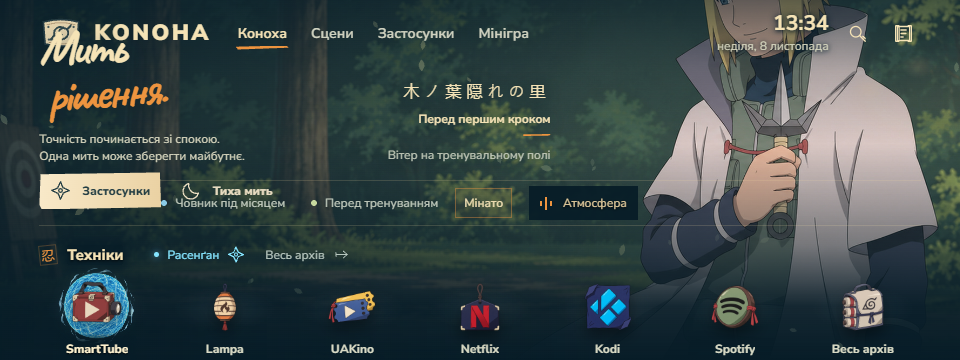 KONOHA
Коноха
Сцени
Застосунки
Мінігра
13:34
неділя, 8 листопада
Мить
рішення.
木ノ葉隠れの里
Перед першим кроком
Точність починається зі спокою.
Одна мить може зберегти майбутнє.
Вітер на тренувальному полі
Застосунки
Тиха мить
Човник під місяцем
Перед тренуванням
Мінато
Атмосфера
忍
Техніки
Расенґан
Весь архів
N
SmartTube
Lampa
UAKino
Netflix
Kodi
Spotify
Весь архів